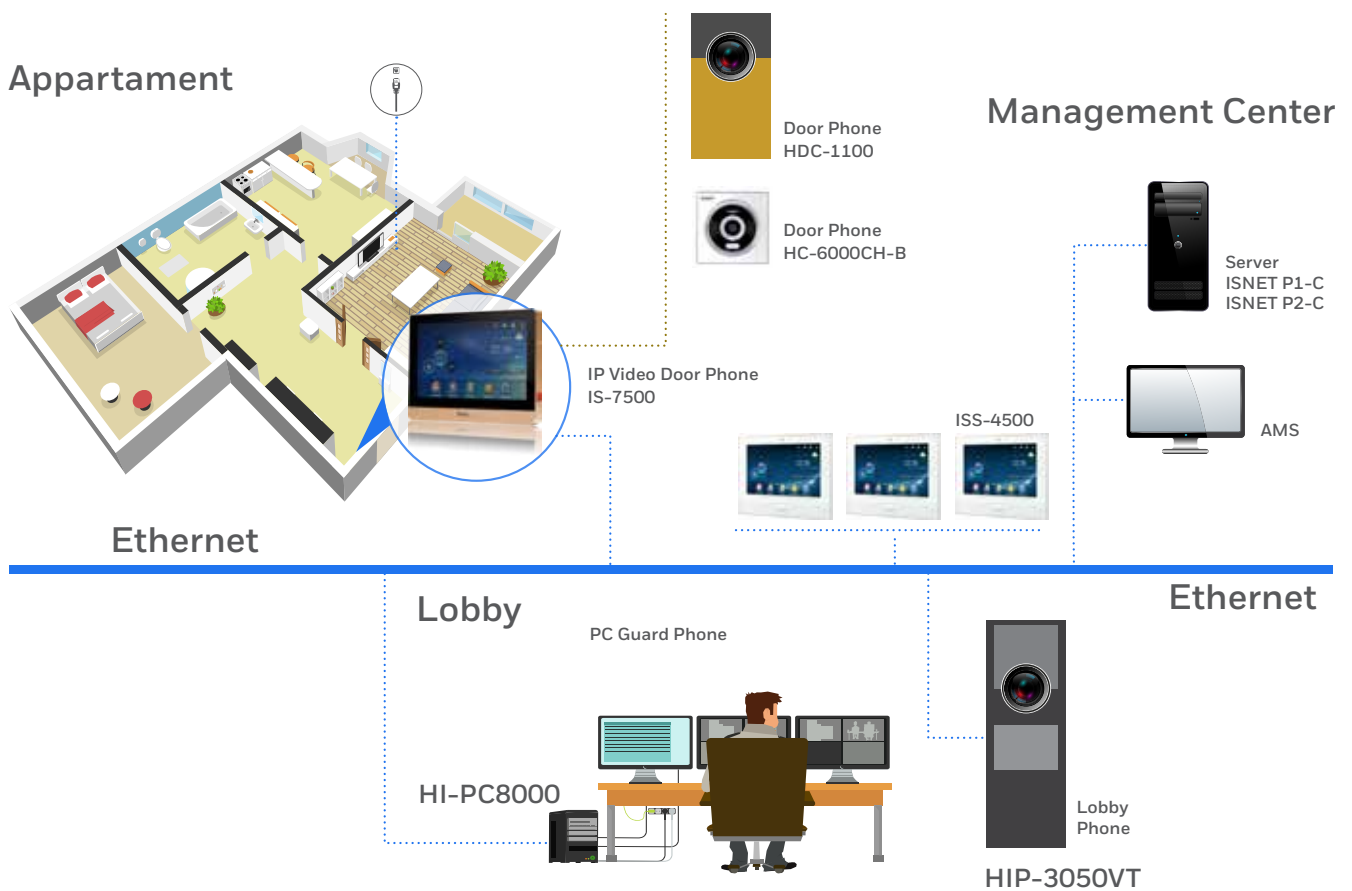 Appartament
Door Phone
HDC-1100
Management Center
Door Phone
HC-6000CH-B
Server
ISNET P1-C
ISNET P2-C
IP Video Door Phone
IS-7500
ISS-4500
AMS
Ethernet
Ethernet
Lobby
PC Guard Phone
HI-PC8000
Lobby
Phone
HIP-3050VT